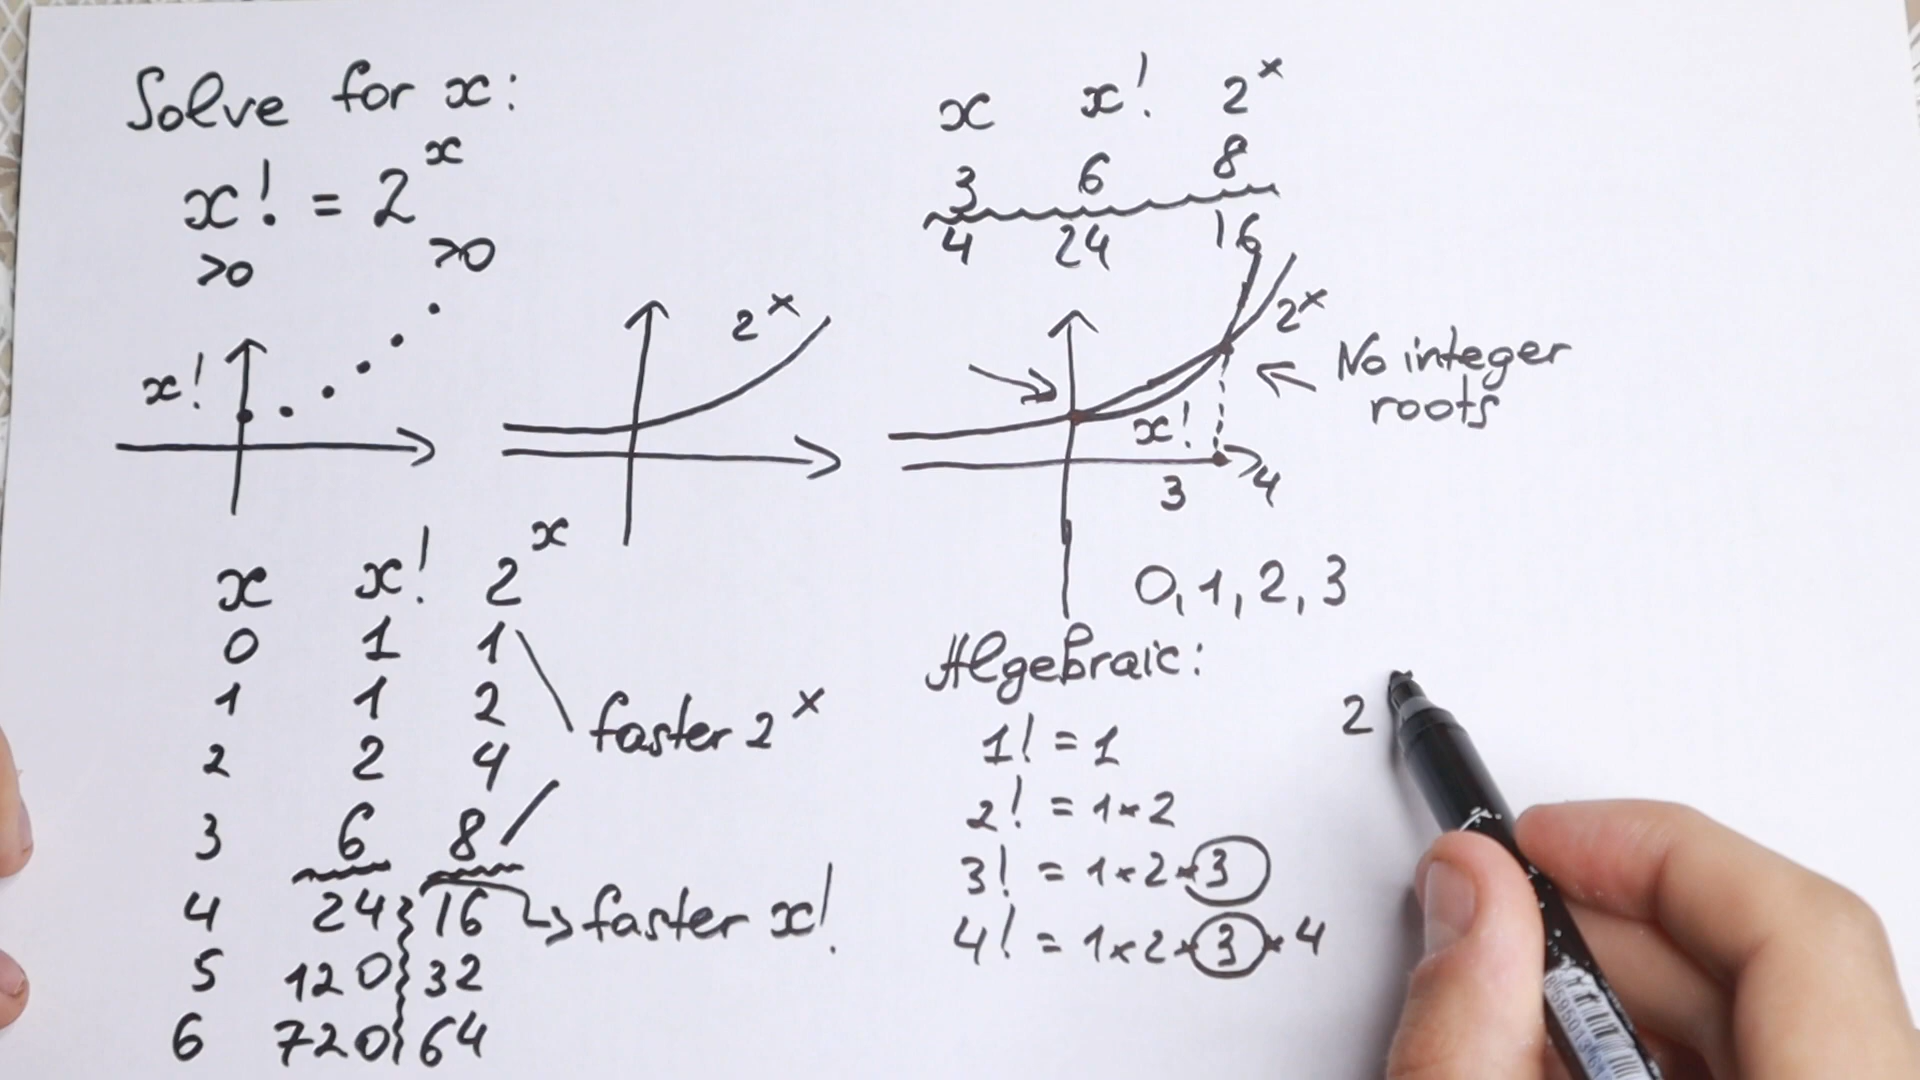 Solve for x:
x! = 2^x
>0 >0
x!
2^x
x x! 2^x
0 1 1
1 1 2
2 2 4
faster 2^x
3 6 8
4 24 16
faster x!
5 120 32
6 720 64
x x! 2^x
3 6 8
4 24 16
2^x
No integer
roots
x!
3 4
0, 1, 2, 3
Algebraic:
1! = 1
2
2! = 1×2
3! = 1×2×3
4! = 1×2×3×4